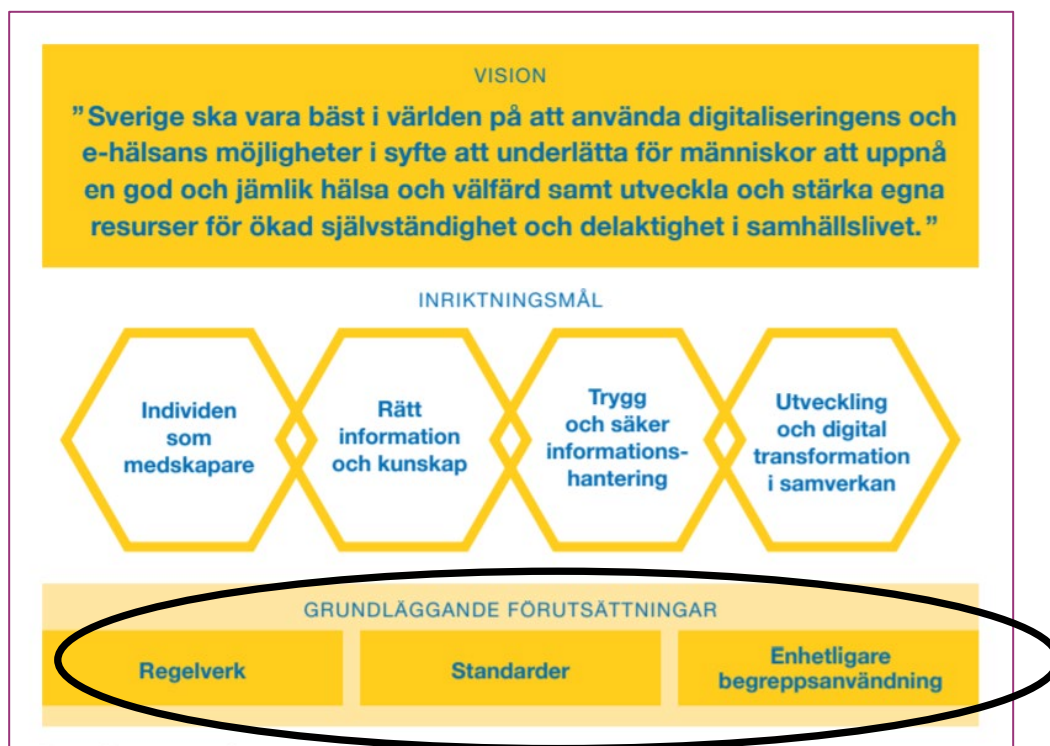 VISION
”Sverige ska vara bäst i världen på att använda digitaliseringens och
e-hälsans möjligheter i syfte att underlätta för människor att uppnå
en god och jämlik hälsa och välfärd samt utveckla och stärka egna
resurser för ökad självständighet och delaktighet i samhällslivet.”
INRIKTNINGSMÅL
Individen
som
medskapare
Rätt
information
och kunskap
Trygg
och säker
informations-
hantering
Utveckling
och digital
transformation
i samverkan
GRUNDLÄGGANDE FÖRUTSÄTTNINGAR
Regelverk
Standarder
Enhetligare
begreppsanvändning